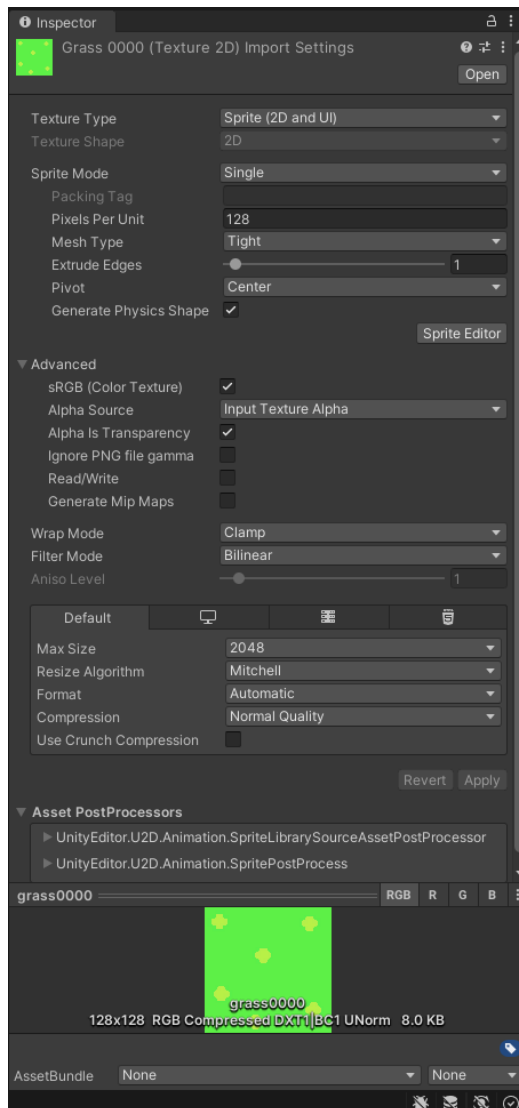 Inspector
Grass 0000 (Texture 2D) Import Settings
Open
Texture Type Sprite (2D and UI)
Texture Shape 2D
Sprite Mode Single
Packing Tag
Pixels Per Unit 128
Mesh Type Tight
Extrude Edges 1
Pivot Center
Generate Physics Shape
Sprite Editor
Advanced
sRGB (Color Texture)
Alpha Source Input Texture Alpha
Alpha Is Transparency
Ignore PNG file gamma
Read/Write
Generate Mip Maps
Wrap Mode Clamp
Filter Mode Bilinear
Aniso Level 1
Default
Max Size 2048
Resize Algorithm Mitchell
Format Automatic
Compression Normal Quality
Use Crunch Compression
Revert Apply
Asset PostProcessors
UnityEditor.U2D.Animation.SpriteLibrarySourceAssetPostProcessor
UnityEditor.U2D.Animation.SpritePostProcess
grass0000 RGB R G B
grass0000
128x128 RGB Compressed DXT1|BC1 UNorm 8.0 KB
AssetBundle None None